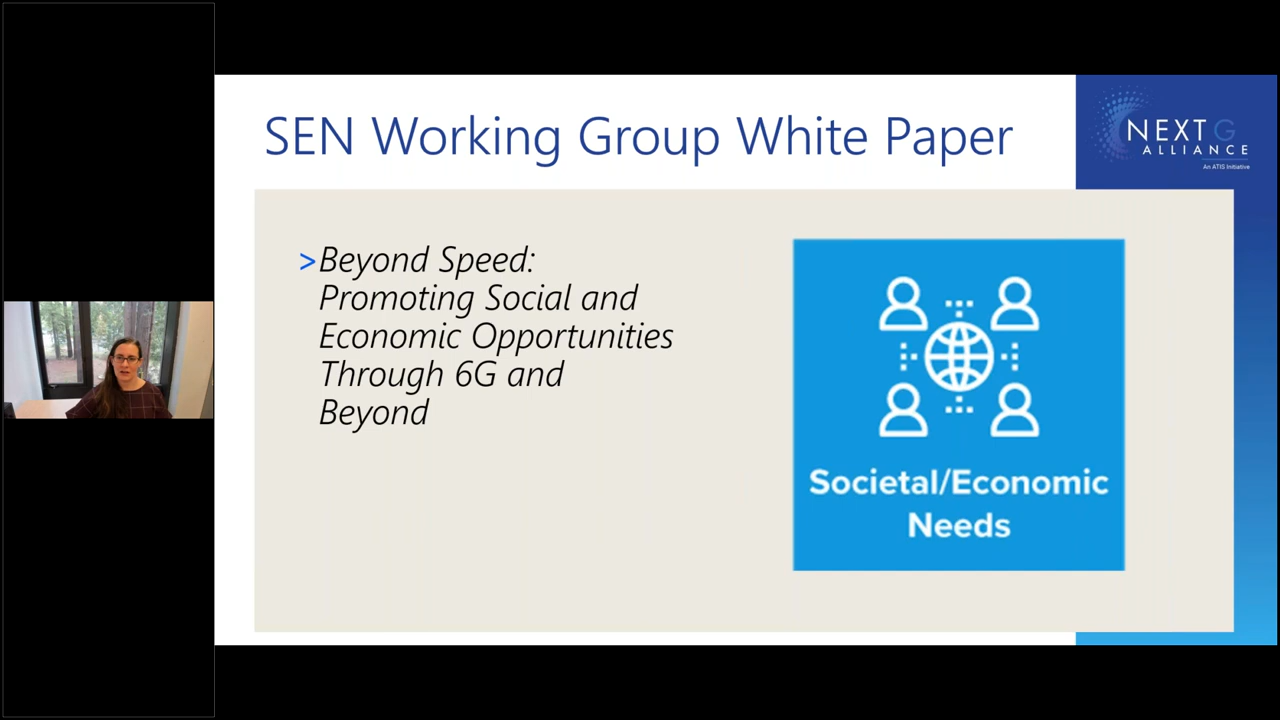 SEN Working Group White Paper
NEXT G
ALLIANCE
An ATIS Initiative
>Beyond Speed:
Promoting Social and
Economic Opportunities
Through 6G and
Beyond
Societal/Economic
Needs